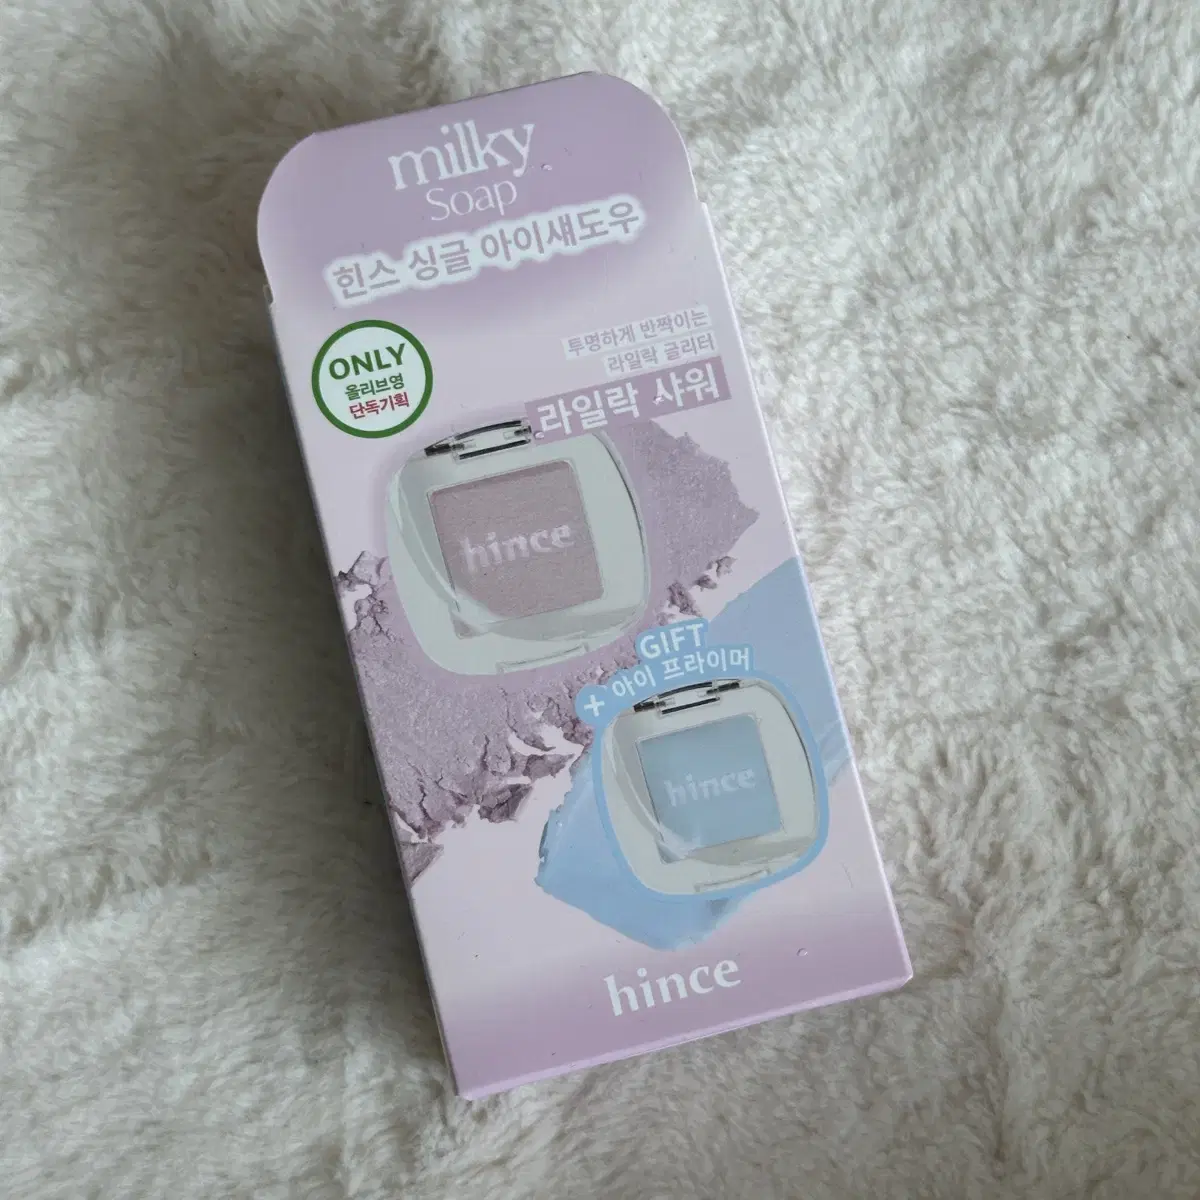 milky
Soap
힌스 싱글 아이섀도우
ONLY
올리브영
단독기획
투명하게 반짝이는
라일락 글리터
라일락 샤워
hince
GIFT
+ 아이 프라이머
hince
hince